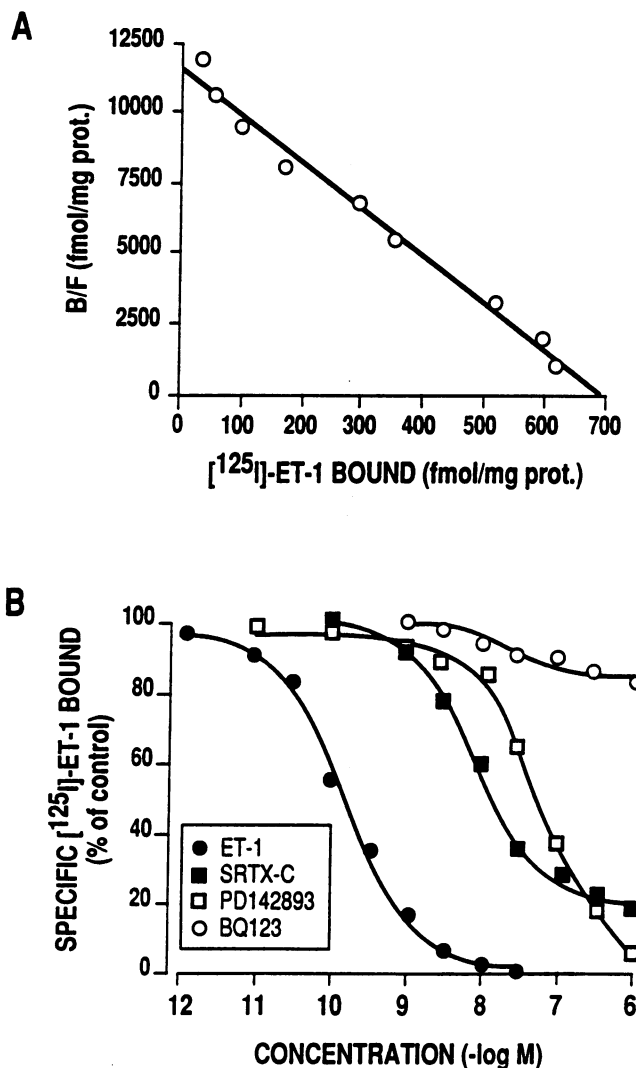 A
12500
10000
7500
5000
2500
0
B/F (fmol/mg prot.)
0 100 200 300 400 500 600 700
[125I]-ET-1 BOUND (fmol/mg prot.)
B
100
80
60
40
20
0
SPECIFIC [125I]-ET-1 BOUND
(% of control)
ET-1
SRTX-C
PD142893
BQ123
12 11 10 9 8 7 6
CONCENTRATION (-log M)